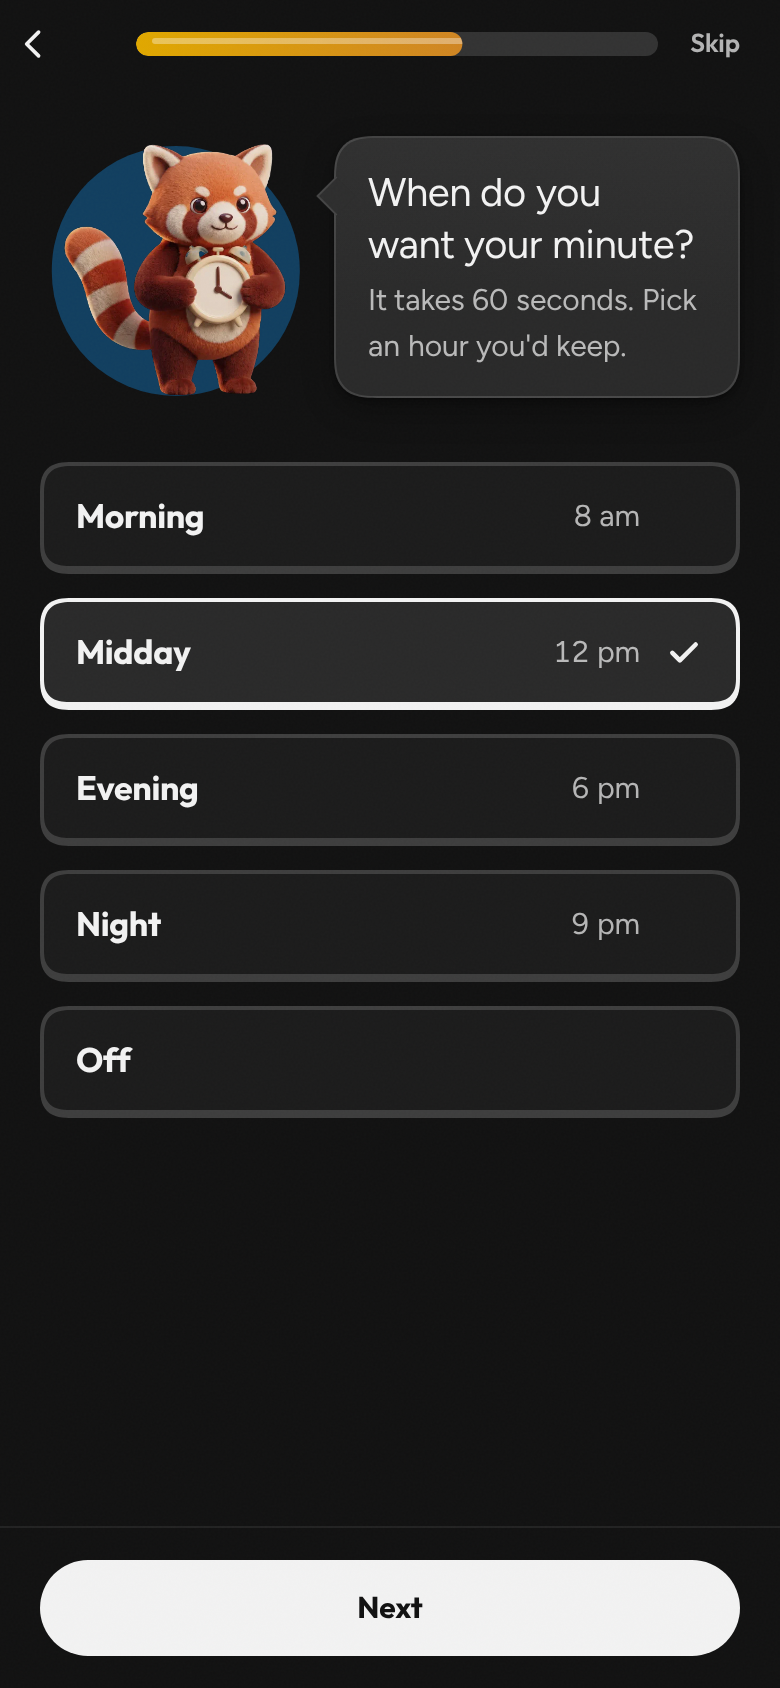 Skip
When do you
want your minute?
It takes 60 seconds. Pick
an hour you'd keep.
Morning 8 am
Midday 12 pm
Evening 6 pm
Night 9 pm
Off
Next